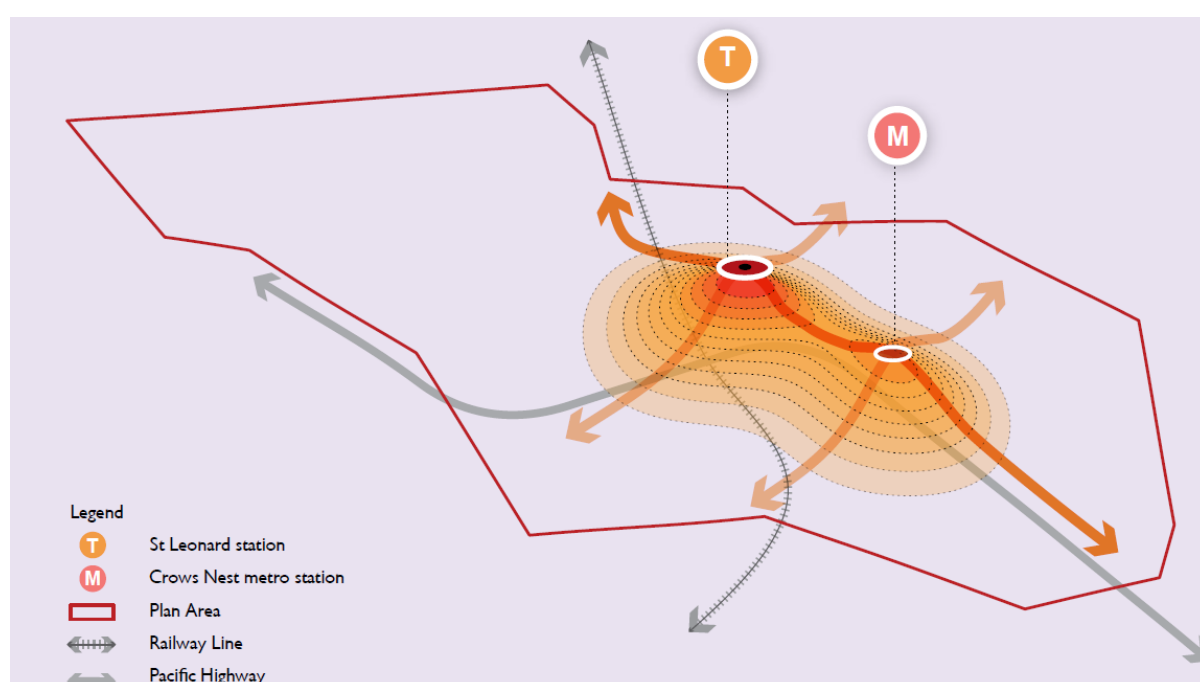 T
M
Legend
T St Leonard station
M Crows Nest metro station
Plan Area
Railway Line
Pacific Highway